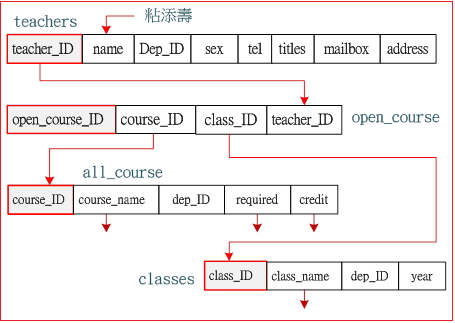 teachers 粘添壽
teacher_ID name Dep_ID sex tel titles mailbox address
open_course_ID course_ID class_ID teacher_ID open_course
all_course
course_ID course_name dep_ID required credit
classes class_ID class_name dep_ID year